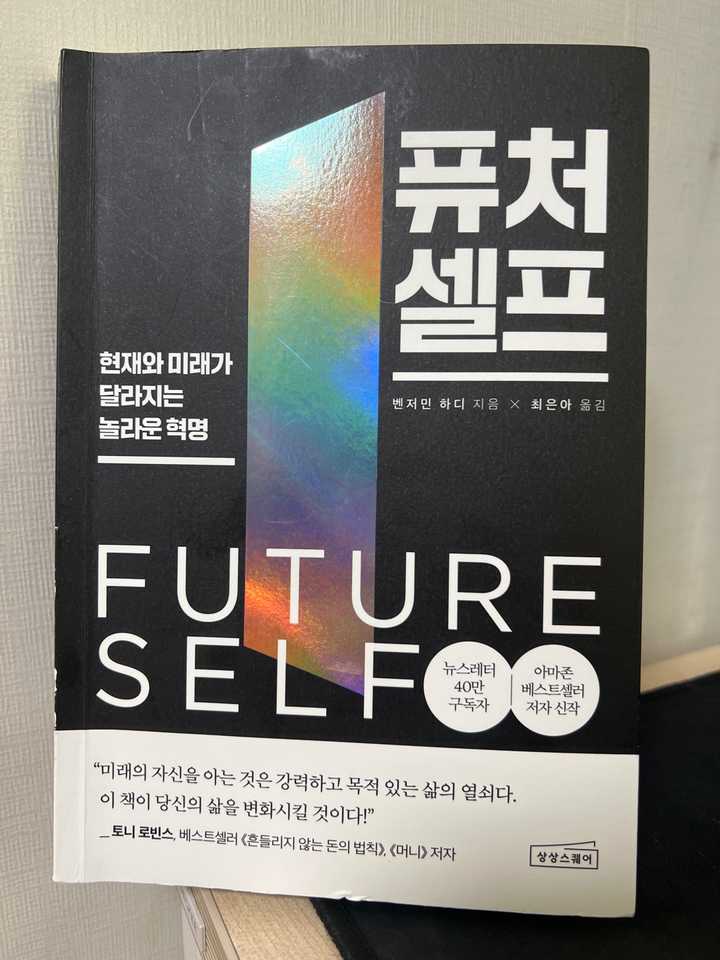 퓨처
셀프
벤저민 하디 지음 × 최은아 옮김
현재와 미래가
달라지는
놀라운 혁명
FUTURE
SELF
뉴스레터
40만
구독자
아마존
베스트셀러
저자 신작
“미래의 자신을 아는 것은 강력하고 목적 있는 삶의 열쇠다.
이 책이 당신의 삶을 변화시킬 것이다!”
_ 토니 로빈스, 베스트셀러 《흔들리지 않는 돈의 법칙》, 《머니》 저자
상상스퀘어